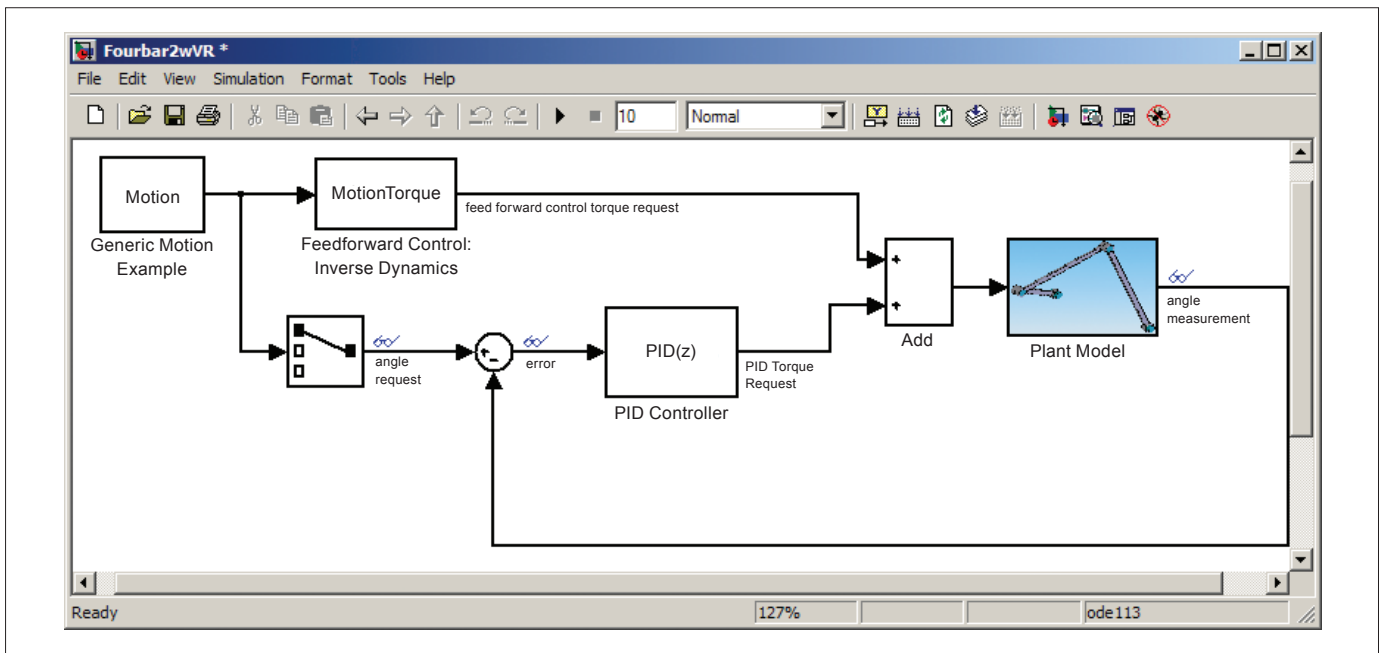 Fourbar2wVR *
File Edit View Simulation Format Tools Help
10 Normal
Motion
Generic Motion
Example
MotionTorque
Feedforward Control:
Inverse Dynamics
feed forward control torque request
angle
request
error
PID(z)
PID Controller
PID Torque
Request
Add
Plant Model
angle
measurement
Ready 127% ode113